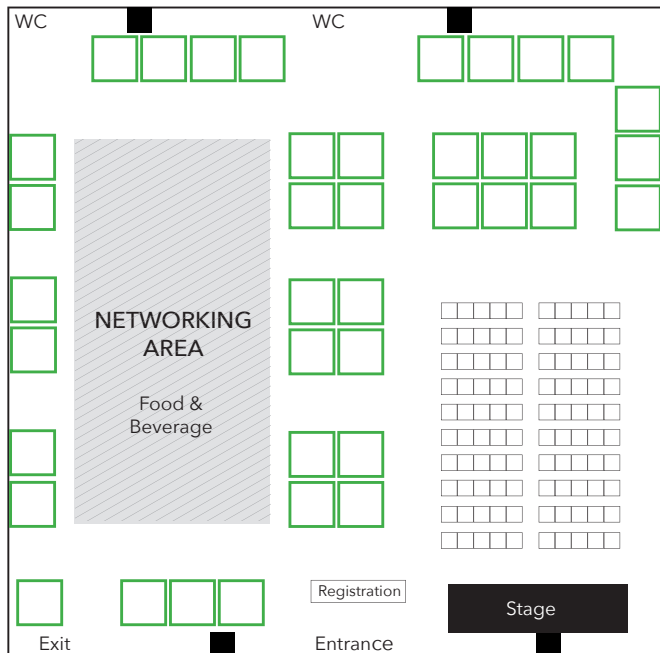 WC
WC
NETWORKING
AREA
Food &
Beverage
Registration
Stage
Exit
Entrance